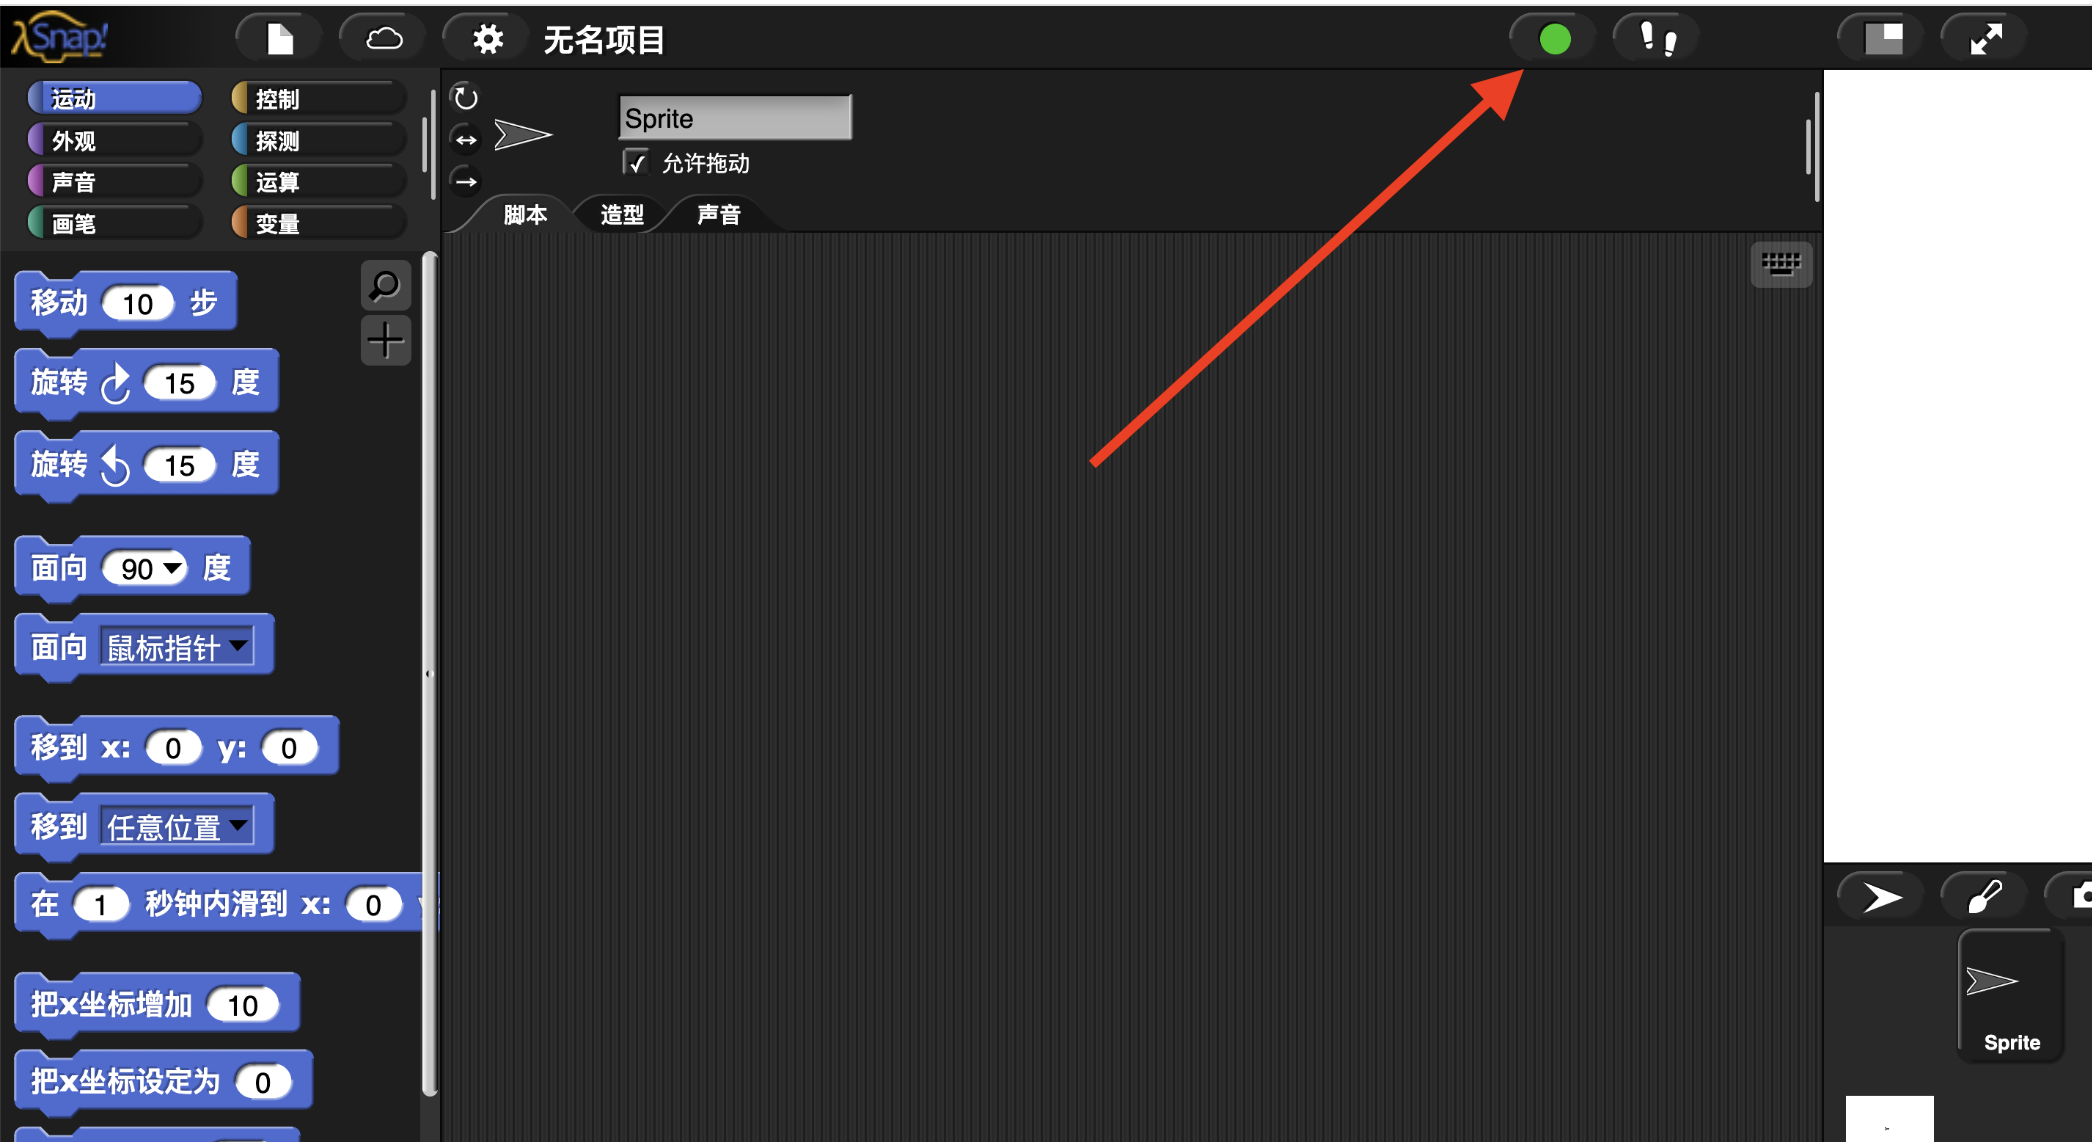 λSnap!
无名项目
运动
控制
外观
探测
声音
运算
画笔
变量
Sprite
允许拖动
脚本
造型
声音
移动 10 步
旋转 15 度
旋转 15 度
面向 90 度
面向 鼠标指针
移到 x: 0 y: 0
移到 任意位置
在 1 秒钟内滑到 x: 0
把x坐标增加 10
把x坐标设定为 0
Sprite